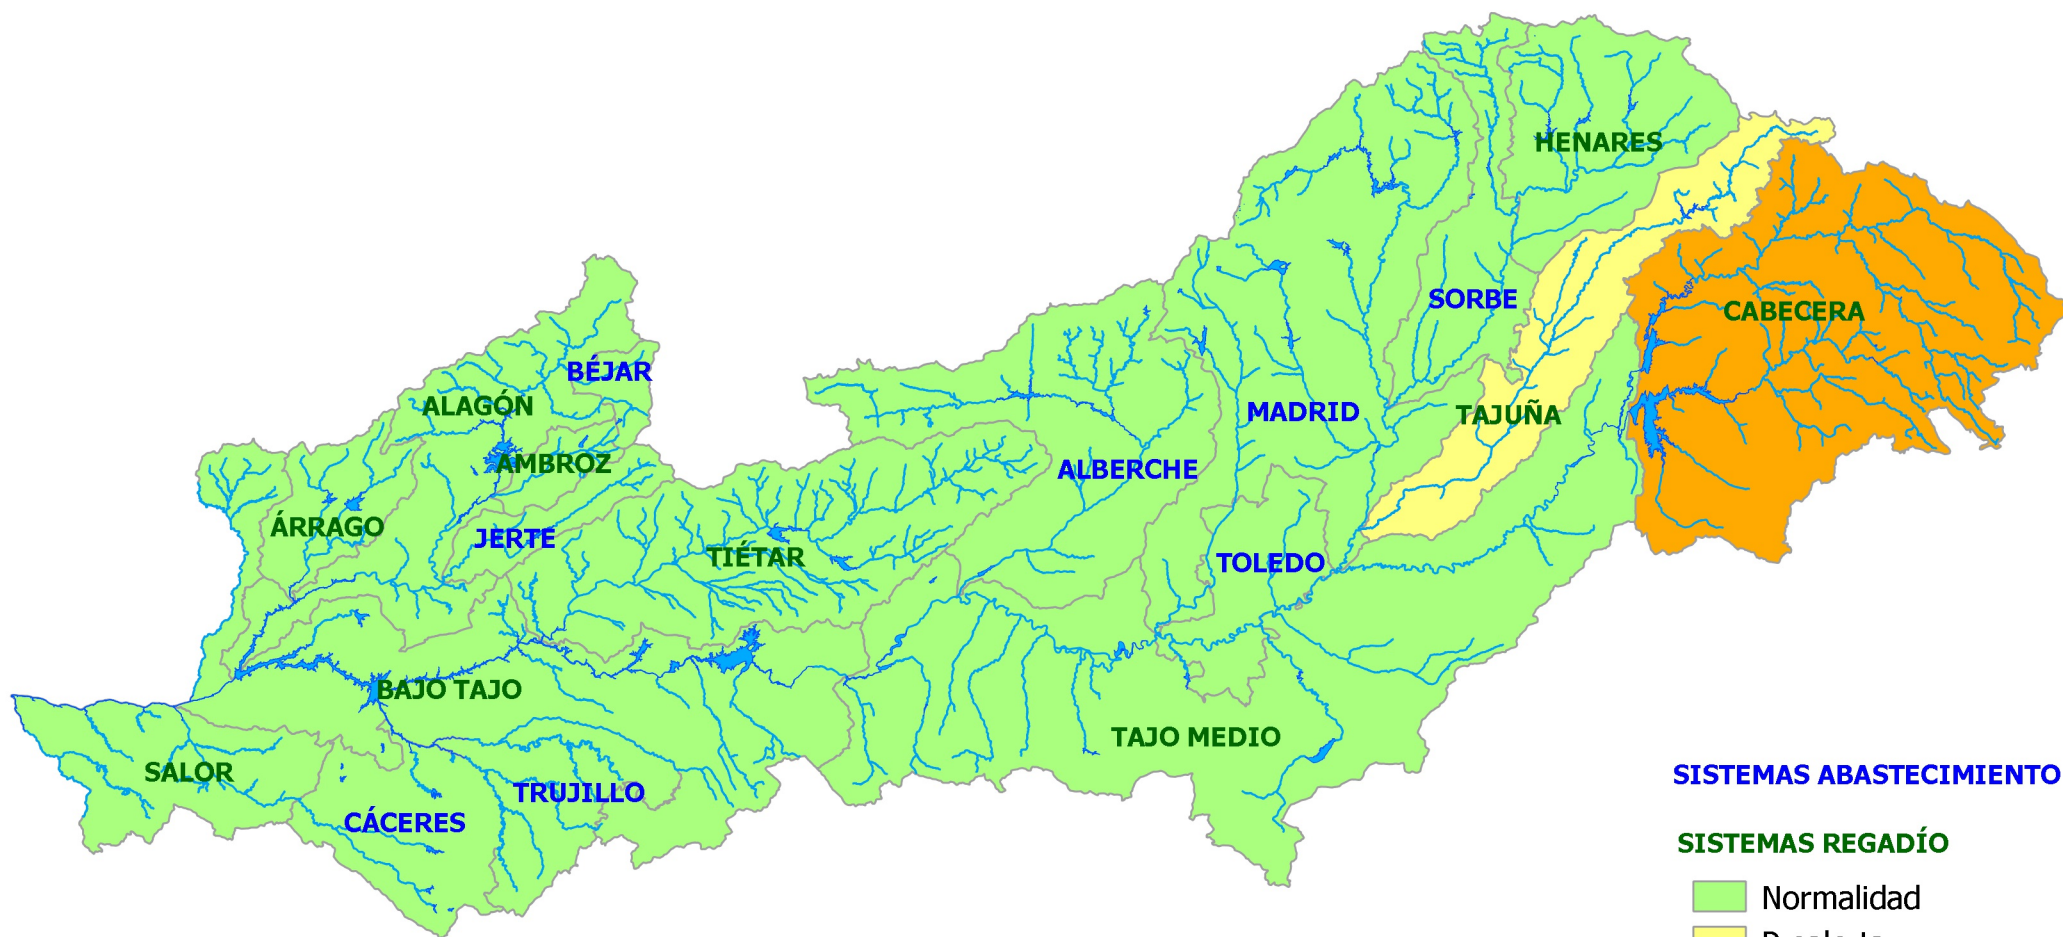 HENARES
SORBE
CABECERA
BÉJAR
ALAGÓN
MADRID
TAJUÑA
AMBROZ
ALBERCHE
ÁRRAGO
JERTE
TIÉTAR
TOLEDO
BAJO TAJO
TAJO MEDIO
SALOR
TRUJILLO
CÁCERES
SISTEMAS ABASTECIMIENTO
SISTEMAS REGADÍO
Normalidad